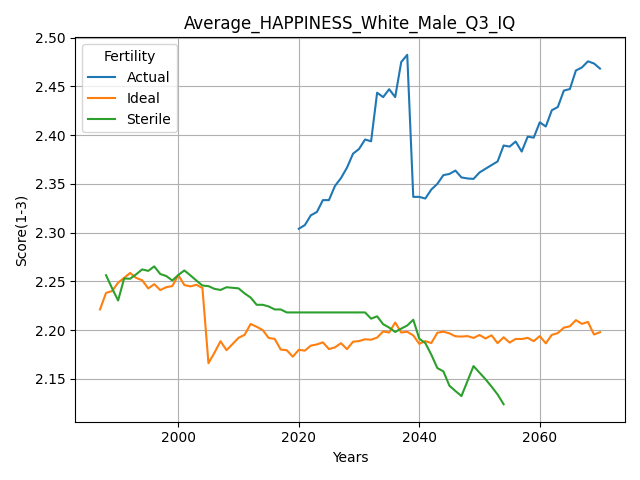 Average_HAPPINESS_White_Male_Q3_IQ
Fertility
Actual
Ideal
Sterile
Score(1-3)
2.50
2.45
2.40
2.35
2.30
2.25
2.20
2.15
2000
2020
2040
2060
Years